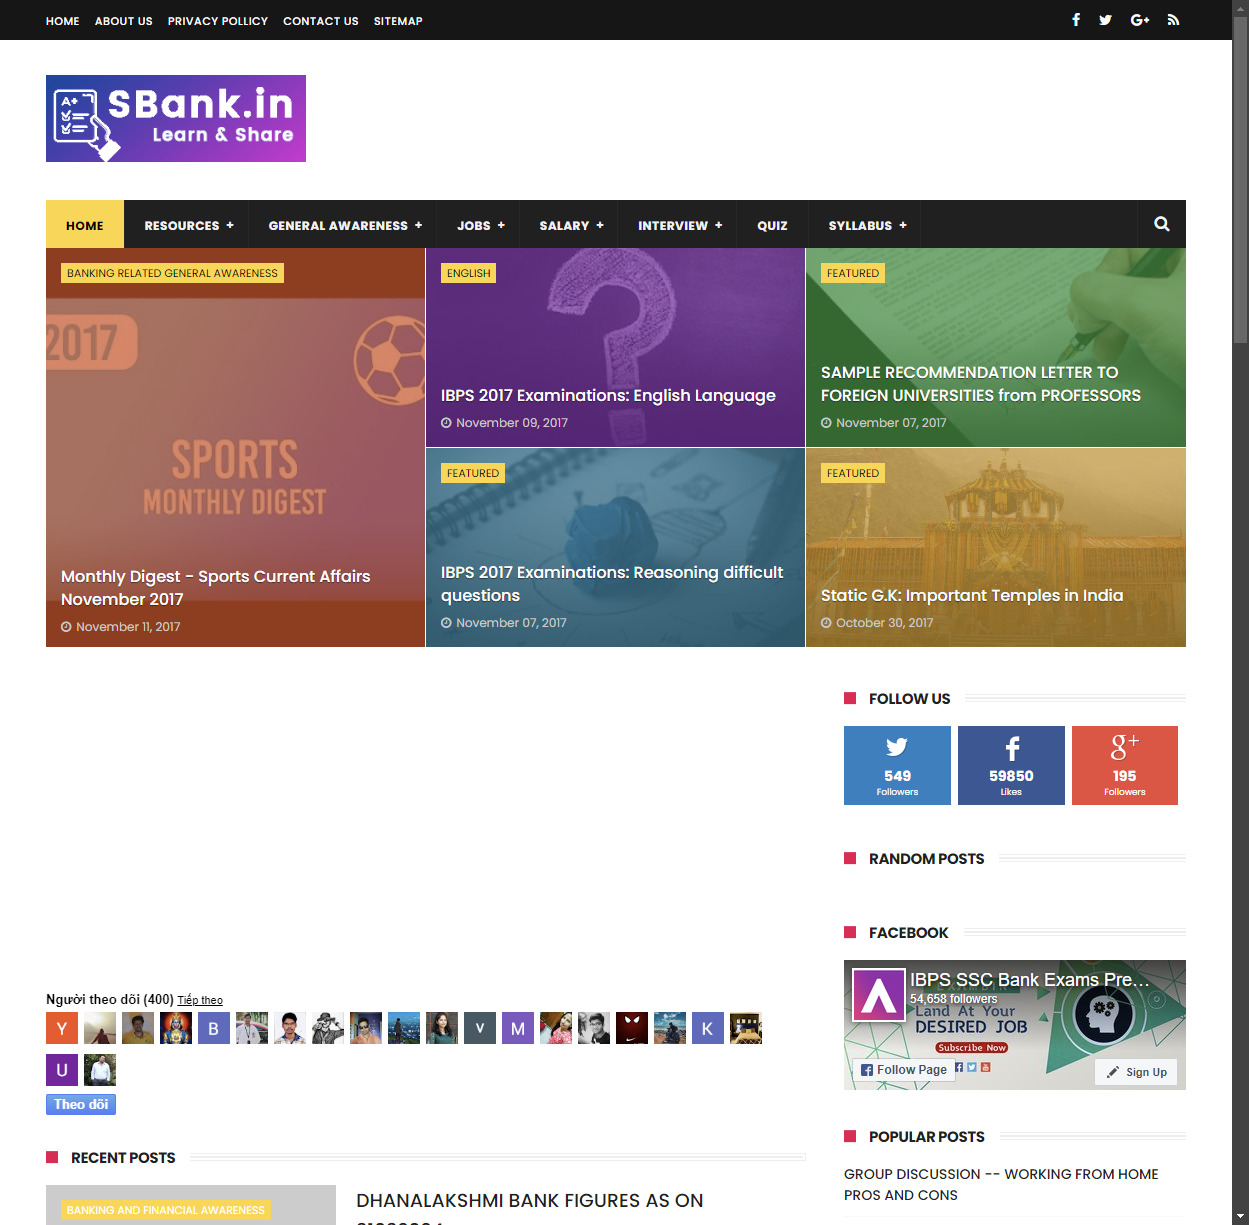 HOME ABOUT US PRIVACY POLLICY CONTACT US SITEMAP
A+
SBank.in
Learn & Share
HOME RESOURCES + GENERAL AWARENESS + JOBS + SALARY + INTERVIEW + QUIZ SYLLABUS +
BANKING RELATED GENERAL AWARENESS
2017
SPORTS
MONTHLY DIGEST
Monthly Digest - Sports Current Affairs
November 2017
November 11, 2017
ENGLISH
IBPS 2017 Examinations: English Language
November 09, 2017
FEATURED
SAMPLE RECOMMENDATION LETTER TO
FOREIGN UNIVERSITIES from PROFESSORS
November 07, 2017
FEATURED
IBPS 2017 Examinations: Reasoning difficult
questions
November 07, 2017
FEATURED
Static G.K: Important Temples in India
October 30, 2017
FOLLOW US
549
Followers
59850
Likes
g+
195
Followers
RANDOM POSTS
FACEBOOK
IBPS SSC Bank Exams Pre...
54,658 followers
Land At Your
DESIRED JOB
Subscribe Now
Follow Page
Sign Up
Người theo dõi (400) Tiếp theo
Y B V M K
U
Theo dõi
RECENT POSTS
BANKING AND FINANCIAL AWARENESS
DHANALAKSHMI BANK FIGURES AS ON
POPULAR POSTS
GROUP DISCUSSION -- WORKING FROM HOME
PROS AND CONS